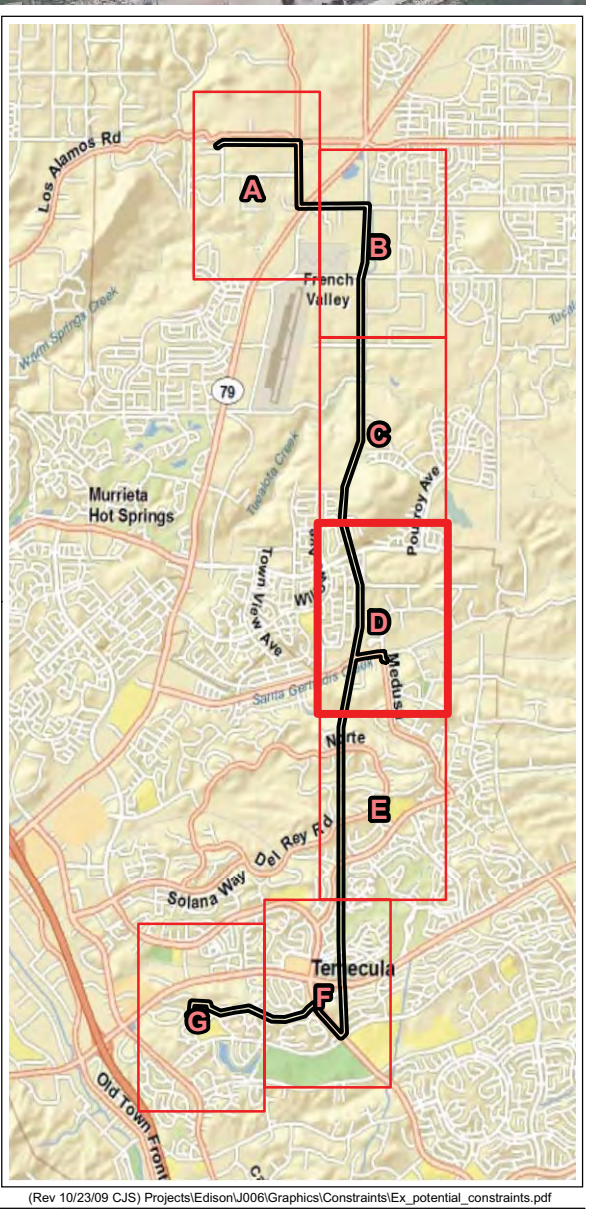 Los Alamos Rd
A
B
French
Valley
Warm Springs Creek
79
C
Tucalota Creek
Murrieta
Hot Springs
Pourroy Ave
Town View Ave
Ave
D
Santa Gertrudis Creek
Norte
E
Del Rey Rd
Solana Way
Temecula
F
G
Old Town Front
(Rev 10/23/09 CJS) Projects\Edison\J006\Graphics\Constraints\Ex_potential_constraints.pdf